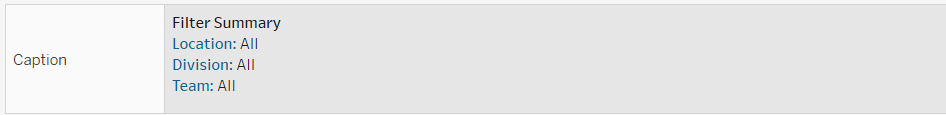 Caption
Filter Summary
Location: All
Division: All
Team: All